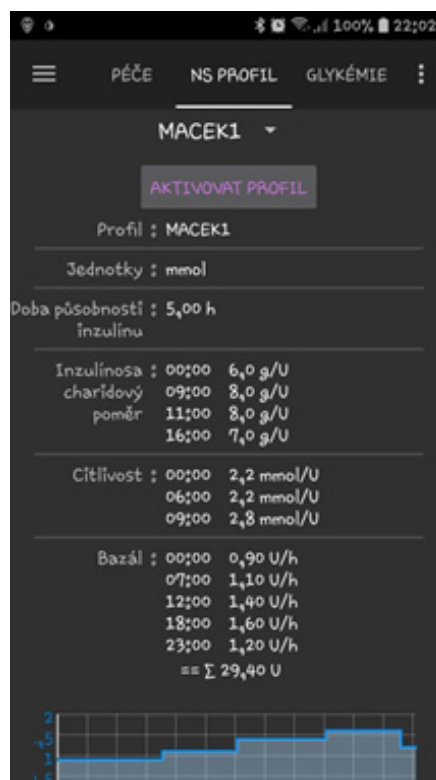 100% 22:02
PÉČE NS PROFIL GLYKÉMIE
MACEK1
AKTIVOVAT PROFIL
Profil : MACEK1
Jednotky : mmol
Doba působnosti : 5,00 h
inzulínu
Inzulínosa : 00:00 6,0 g/U
charidový 09:00 8,0 g/U
poměr 11:00 8,0 g/U
16:00 7,0 g/U
Citlivost : 00:00 2,2 mmol/U
06:00 2,2 mmol/U
09:00 2,8 mmol/U
Bazál : 00:00 0,90 U/h
07:00 1,10 U/h
12:00 1,40 U/h
18:00 1,60 U/h
23:00 1,20 U/h
== ∑ 29,40 U
2
,5
1
,5